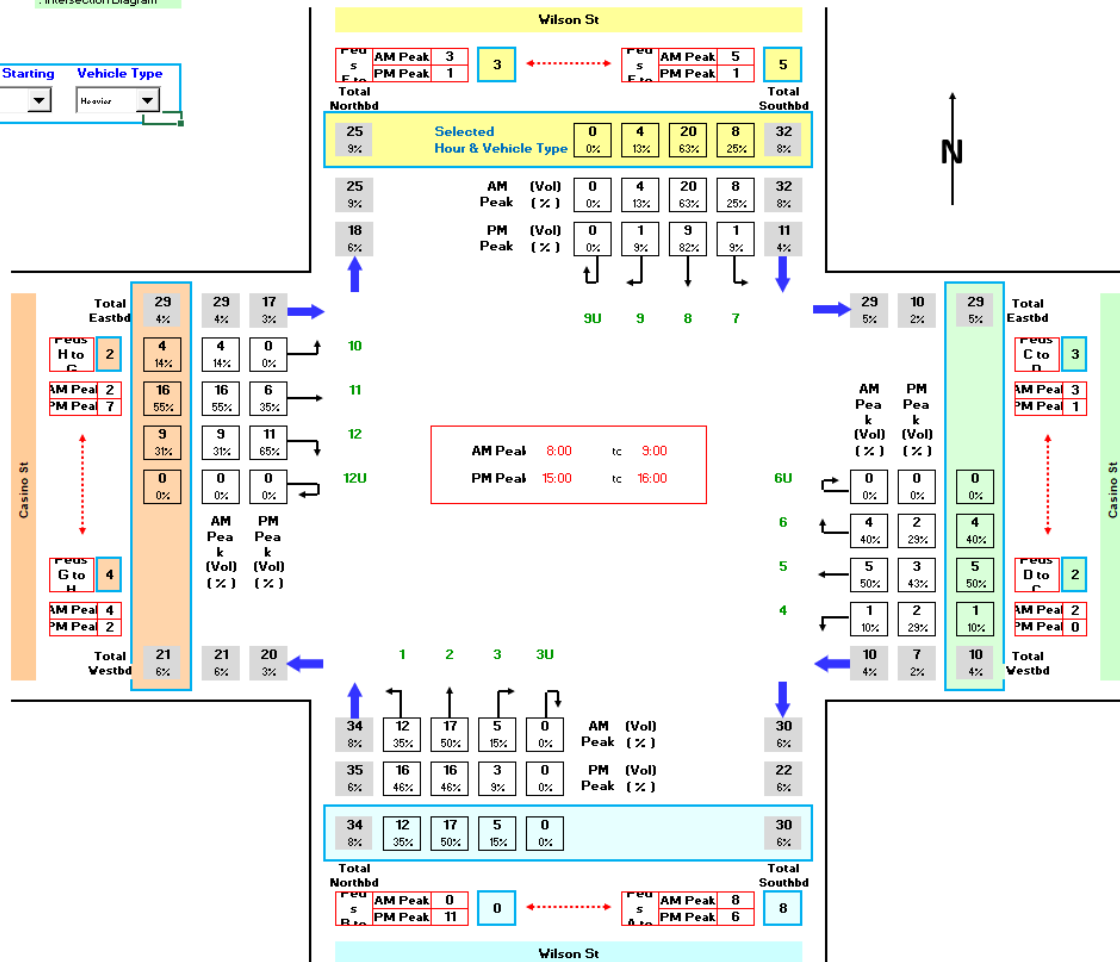 : Intersection Diagram
Wilson St
Starting Vehicle Type
Heavies
AM Peak 3
PM Peak 1
3
AM Peak 5
PM Peak 1
5
s
s
Total
Northbd
Total
Southbd
25
9%
Selected
Hour & Vehicle Type
0 4 20 8 32
0% 13% 63% 25% 8%
25 AM (Vol) 0 4 20 8 32
9% Peak (%) 0% 13% 63% 25% 8%
18 PM (Vol) 0 1 9 1 11
6% Peak (%) 0% 9% 82% 9% 4%
N
9U 9 8 7
Total
Eastbd
29 29 17
4% 4% 3%
29 10 29
5% 2% 5%
Total
Eastbd
Peds
H to
G
2
4 4 0
14% 14% 0%
10
AM Peak 2
PM Peak 7
16 16 6
55% 55% 35%
11
9 9 11
31% 31% 65%
12
0 0 0
0% 0% 0%
12U
Casino St
AM
Pea
k
(Vol)
(%)
PM
Pea
k
(Vol)
(%)
Peds
G to
H
4
AM Peak 4
PM Peak 2
Total
Westbd
21 21 20
6% 6% 3%
AM Peak 8:00 to 9:00
PM Peak 15:00 to 16:00
Peds
C to
D
3
AM Peak 3
PM Peak 1
AM
Pea
k
(Vol)
(%)
PM
Pea
k
(Vol)
(%)
6U
0 0 0
0% 0% 0%
6
4 2 4
40% 29% 40%
5
5 3 5
50% 43% 50%
4
1 2 1
10% 29% 10%
Casino St
Peds
D to
C
2
AM Peak 2
PM Peak 0
10 7 10
4% 2% 4%
Total
Westbd
1 2 3 3U
34 12 17 5 0 AM (Vol) 30
8% 35% 50% 15% 0% Peak (%) 6%
35 16 16 3 0 PM (Vol) 22
6% 46% 46% 9% 0% Peak (%) 6%
34 12 17 5 0 30
8% 35% 50% 15% 0% 6%
Total
Northbd
Total
Southbd
s
AM Peak 0
PM Peak 11
0
s
AM Peak 8
PM Peak 6
8
Wilson St